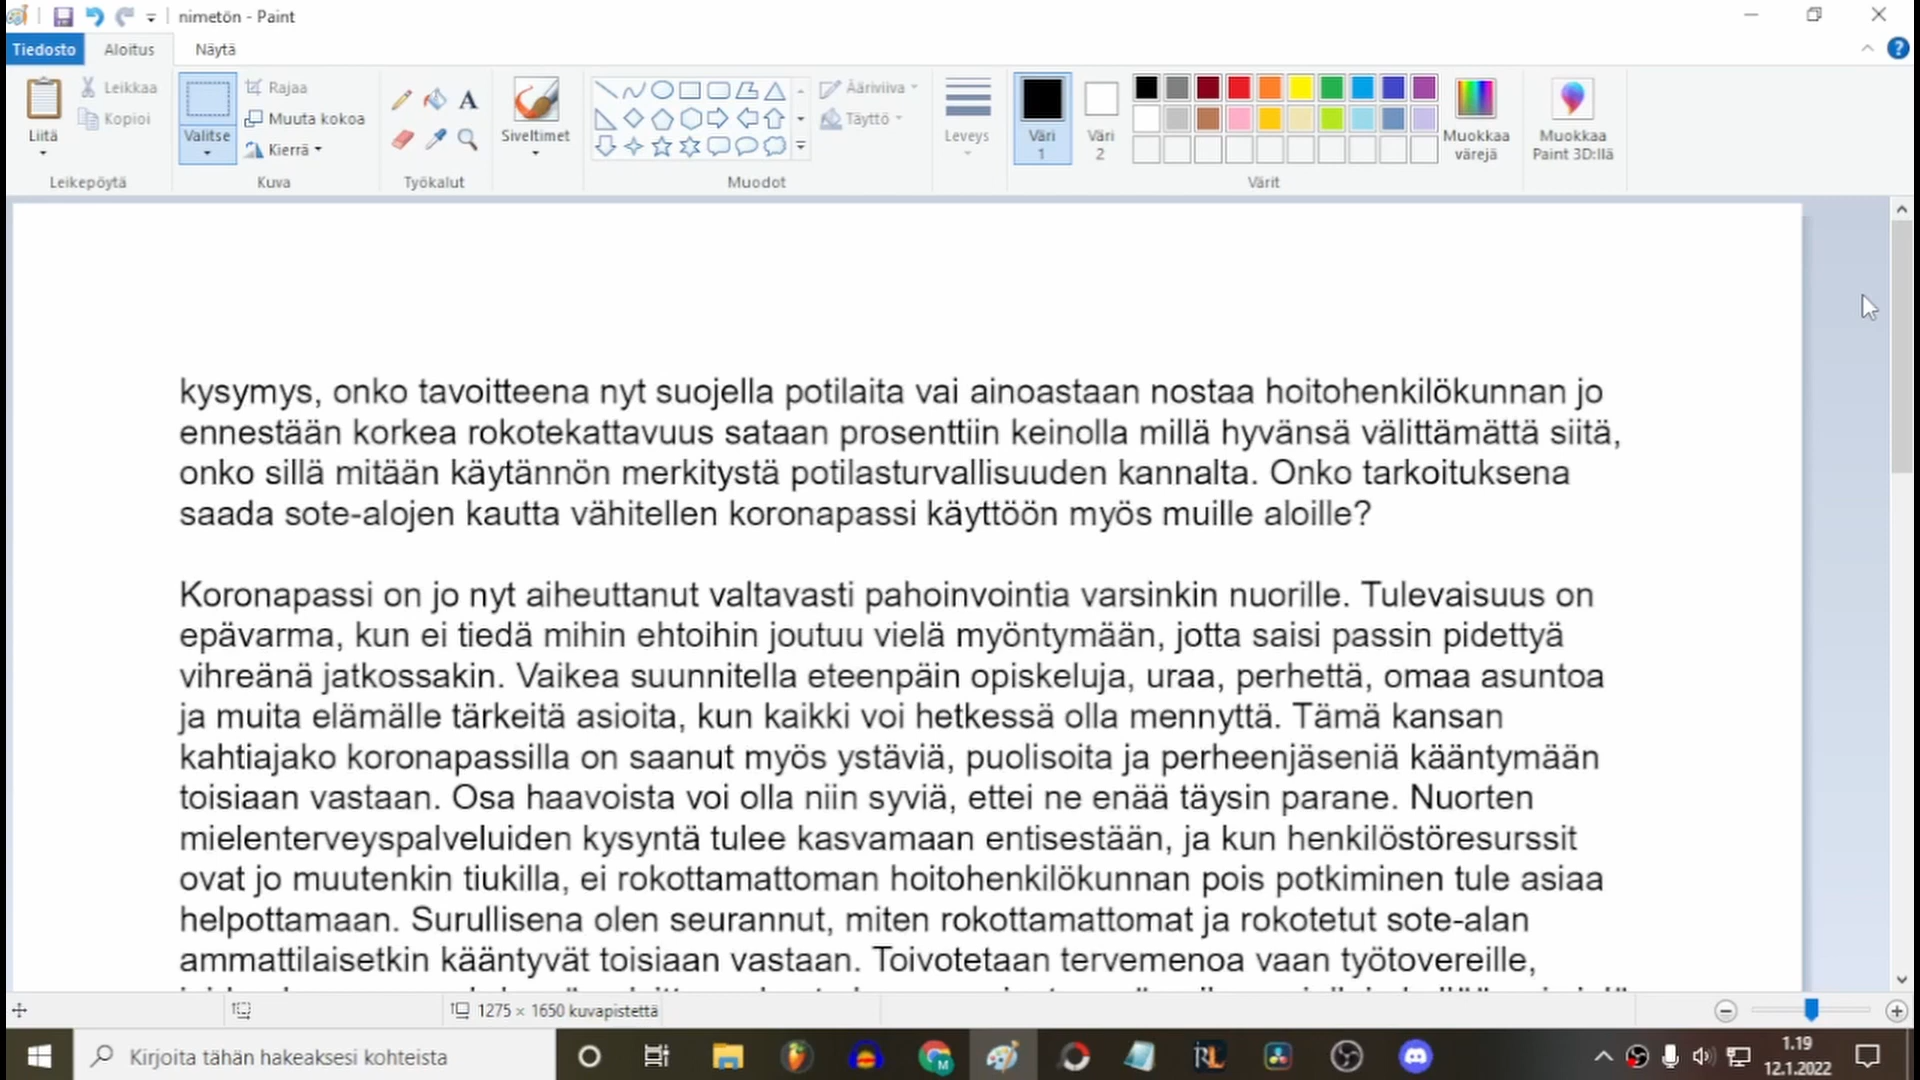 nimetön - Paint
Tiedosto Aloitus Näytä
Liitä
Leikkaa
Kopioi
Leikepöytä
Valitse
Rajaa
Muuta kokoa
Kierrä
Kuva
A
Työkalut
Siveltimet
Muodot
Ääriviiva
Täyttö
Leveys
Väri 1
Väri 2
Värit
Muokkaa värejä
Muokkaa Paint 3D:llä
kysymys, onko tavoitteena nyt suojella potilaita vai ainoastaan nostaa hoitohenkilökunnan jo
ennestään korkea rokotekattavuus sataan prosenttiin keinolla millä hyvänsä välittämättä siitä,
onko sillä mitään käytännön merkitystä potilasturvallisuuden kannalta. Onko tarkoituksena
saada sote-alojen kautta vähitellen koronapassi käyttöön myös muille aloille?
Koronapassi on jo nyt aiheuttanut valtavasti pahoinvointia varsinkin nuorille. Tulevaisuus on
epävarma, kun ei tiedä mihin ehtoihin joutuu vielä myöntymään, jotta saisi passin pidettyä
vihreänä jatkossakin. Vaikea suunnitella eteenpäin opiskeluja, uraa, perhettä, omaa asuntoa
ja muita elämälle tärkeitä asioita, kun kaikki voi hetkessä olla mennyttä. Tämä kansan
kahtiajako koronapassilla on saanut myös ystäviä, puolisoita ja perheenjäseniä kääntymään
toisiaan vastaan. Osa haavoista voi olla niin syviä, ettei ne enää täysin parane. Nuorten
mielenterveyspalveluiden kysyntä tulee kasvamaan entisestään, ja kun henkilöstöresurssit
ovat jo muutenkin tiukilla, ei rokottamattoman hoitohenkilökunnan pois potkiminen tule asiaa
helpottamaan. Surullisena olen seurannut, miten rokottamattomat ja rokotetut sote-alan
ammattilaisetkin kääntyvät toisiaan vastaan. Toivotetaan tervemenoa vaan työtovereille,
1275 × 1650 kuvapistettä
Kirjoita tähän hakeaksesi kohteista
M
RL
1.19
12.1.2022